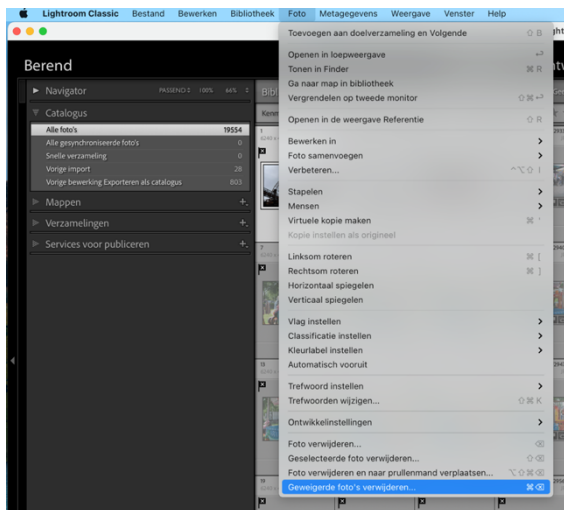 Lightroom Classic Bestand Bewerken Bibliotheek Foto Metagegevens Weergave Venster Help
Berend
Navigator PASSEND 100% 66%
Catalogus
Alle foto's 19554
Alle gesynchroniseerde foto's 0
Snelle verzameling 0
Vorige import 28
Vorige bewerking Exporteren als catalogus 803
Mappen +
Verzamelingen +
Services voor publiceren +
Toevoegen aan doelverzameling en Volgende ⇧ B
Openen in loepweergave ↩
Tonen in Finder ⌘ R
Ga naar map in bibliotheek
Vergrendelen op tweede monitor ⇧⌘↩
Openen in de weergave Referentie ⇧ R
Bewerken in >
Foto samenvoegen >
Verbeteren... ^⌥⇧ I
Stapelen >
Mensen >
Virtuele kopie maken ⌘ '
Kopie instellen als origineel
Linksom roteren ⌘ [
Rechtsom roteren ⌘ ]
Horizontaal spiegelen
Verticaal spiegelen
Vlag instellen >
Classificatie instellen >
Kleurlabel instellen >
Automatisch vooruit
Trefwoord instellen >
Trefwoorden wijzigen... ⇧⌘K
Ontwikkelinstellingen >
Foto verwijderen... ⌫
Geselecteerde foto verwijderen... ⇧⌫
Foto verwijderen en naar prullenmand verplaatsen... ⌥⇧⌘⌫
Geweigerde foto's verwijderen... ⌘⌫